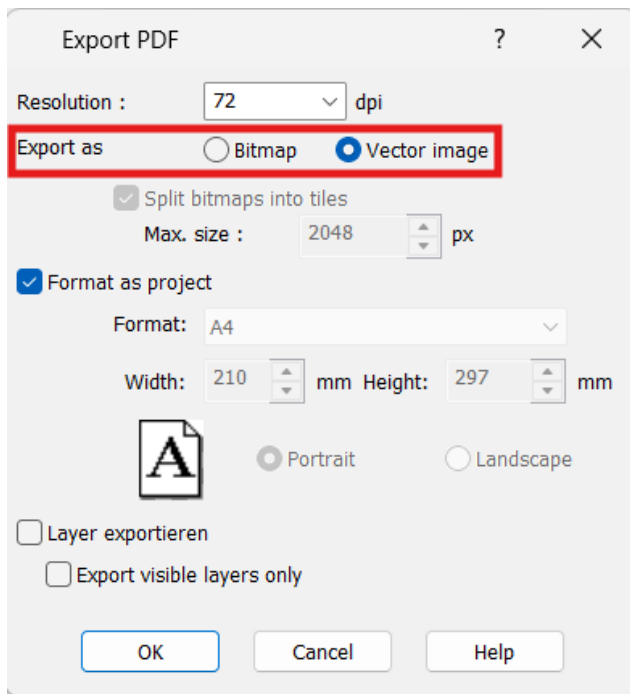 Export PDF ?
Resolution : 72 dpi
Export as Bitmap Vector image
Split bitmaps into tiles
Max. size : 2048 px
Format as project
Format: A4
Width: 210 mm Height: 297 mm
A Portrait Landscape
Layer exportieren
Export visible layers only
OK Cancel Help